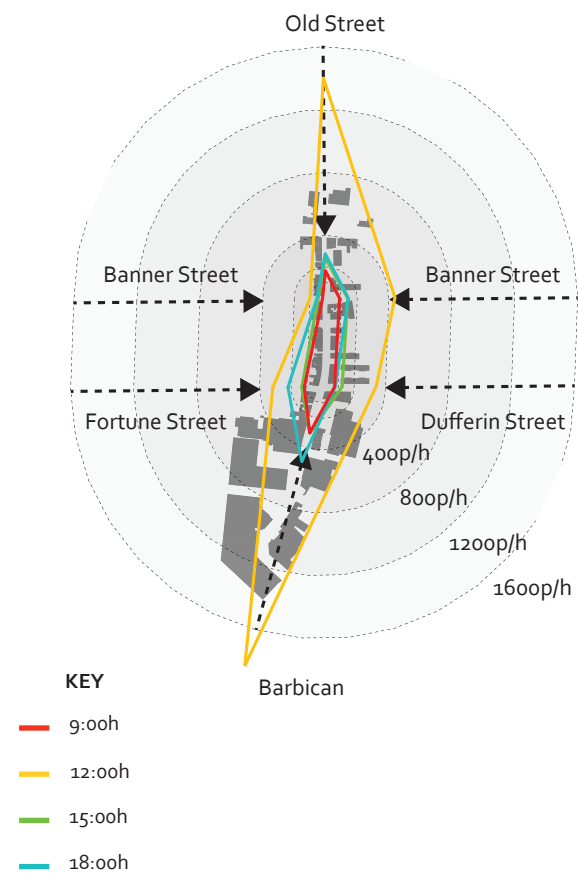 Old Street
Banner Street
Banner Street
Fortune Street
Dufferin Street
400p/h
800p/h
1200p/h
1600p/h
Barbican
KEY
9:00h
12:00h
15:00h
18:00h